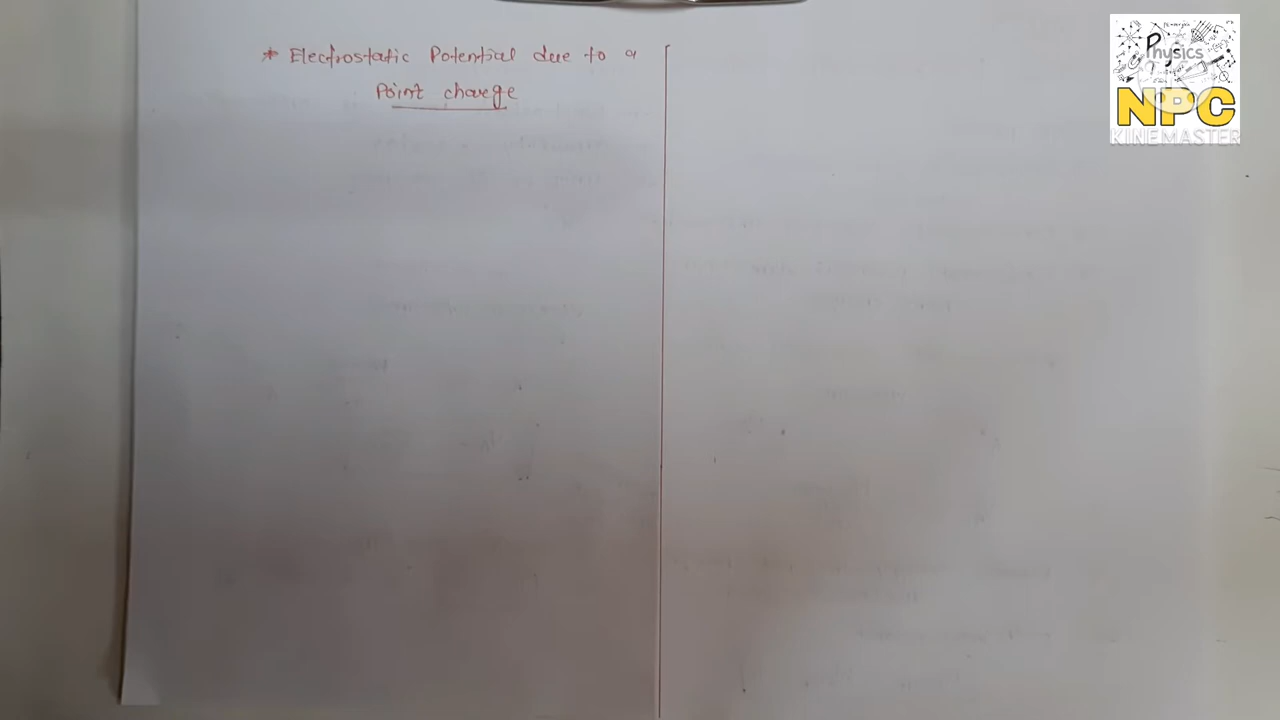 * Electrostatic Potential due to a
Point charge
Physics
NPC
KINEMASTER